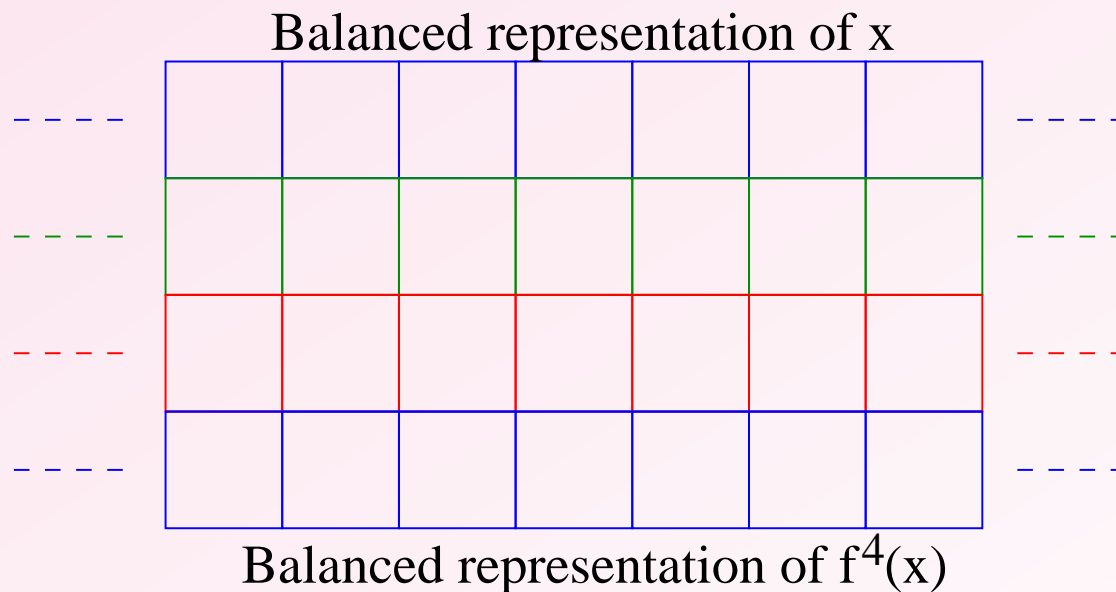 Balanced representation of x
Balanced representation of f⁴(x)